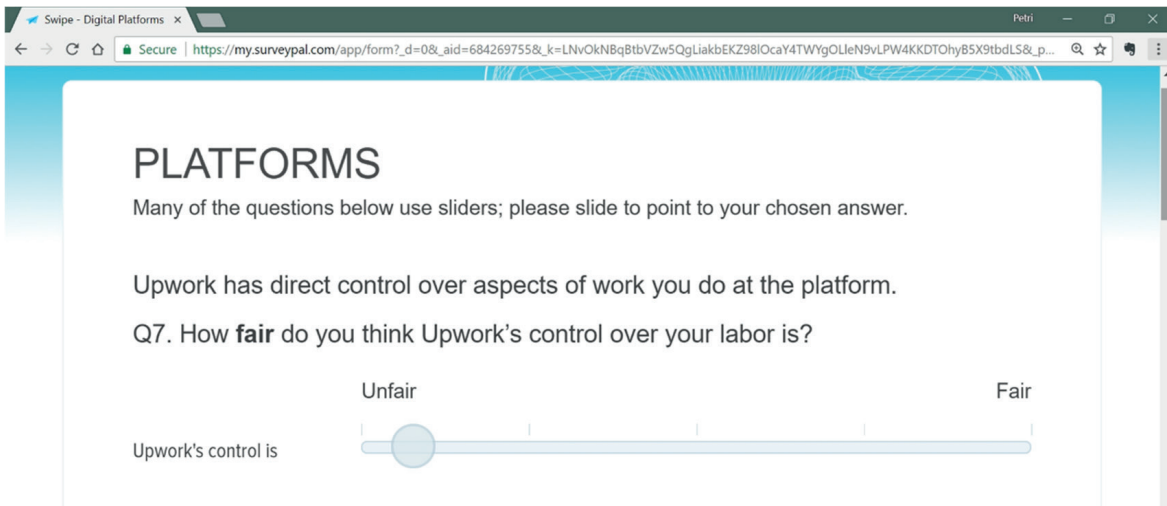 Swipe - Digital Platforms
Petri
Secure https://my.surveypal.com/app/form?_d=0&_aid=684269755&_k=LNvOkNBqBtbVZw5QgLiakbEKZ98lOcaY4TWYgOLleN9vLPW4KKDTOhyB5X9tbdLS&_p...
PLATFORMS
Many of the questions below use sliders; please slide to point to your chosen answer.
Upwork has direct control over aspects of work you do at the platform.
Q7. How fair do you think Upwork’s control over your labor is?
Unfair Fair
Upwork's control is